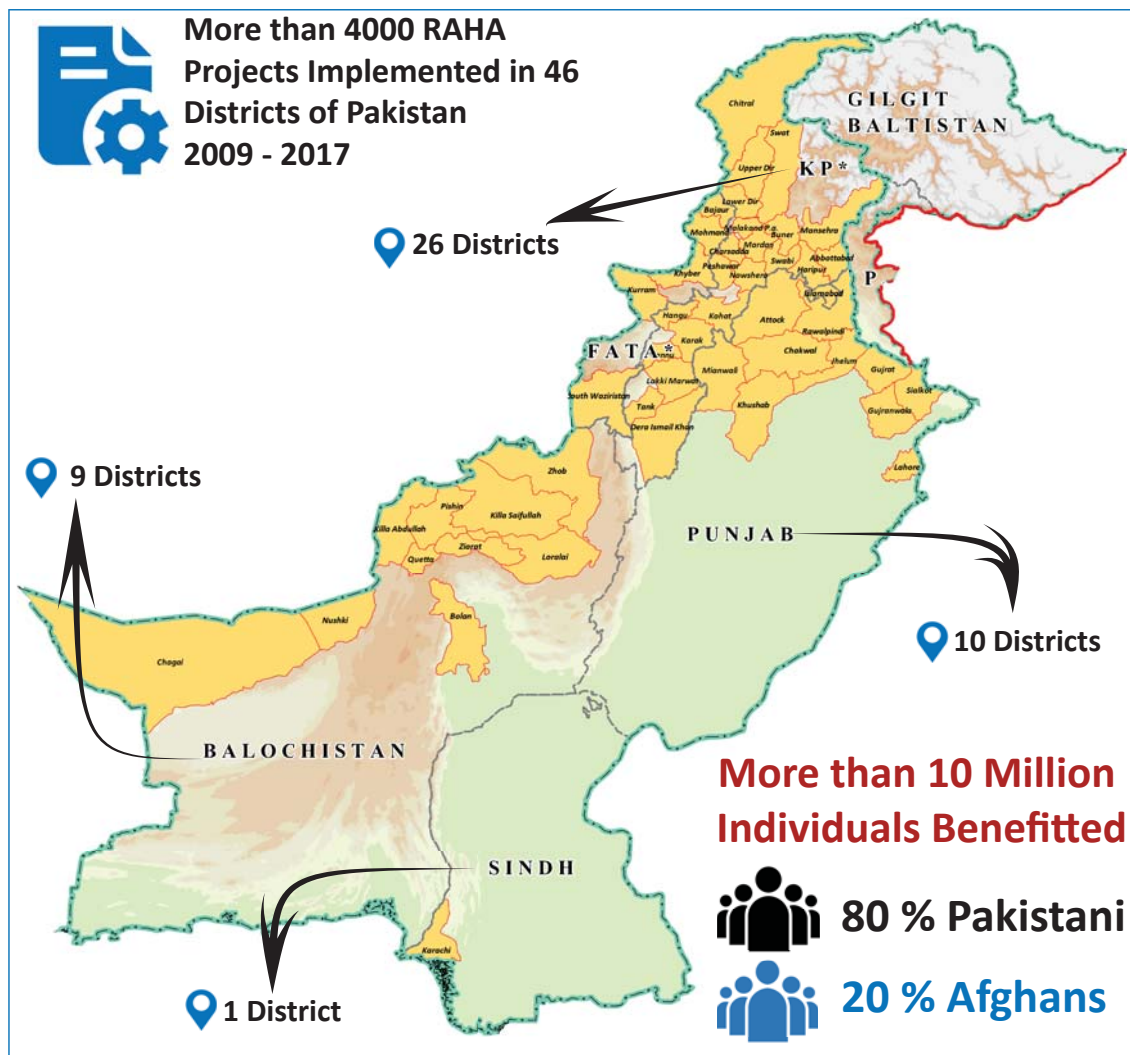 More than 4000 RAHA
Projects Implemented in 46
Districts of Pakistan
2009 - 2017
GILGIT
BALTISTAN
Chitral
Swat
Upper Dir
KP*
26 Districts
Lower Dir
Bajaur
Mohmand
Malakand P.a.
Buner
Mansehra
Mardan
Charsadda
Swabi
Abbottabad
Peshawar
Nowshera
Haripur
Khyber
P
Islamabad
Kurram
Hangu
Kohat
Attock
Rawalpindi
Karak
FATA*
Chakwal
Jhelum
Mianwali
Gujrat
Lakki Marwat
Sialkot
South Waziristan
Khushab
Tank
Gujranwala
Dera Ismail Khan
Lahore
Zhob
9 Districts
Pishin
Killa Saifullah
Killa Abdullah
PUNJAB
Ziarat
Quetta
Loralai
Bolan
Nushki
10 Districts
Chagai
BALOCHISTAN
More than 10 Million
Individuals Benefitted
SINDH
80 % Pakistani
Karachi
1 District
20 % Afghans